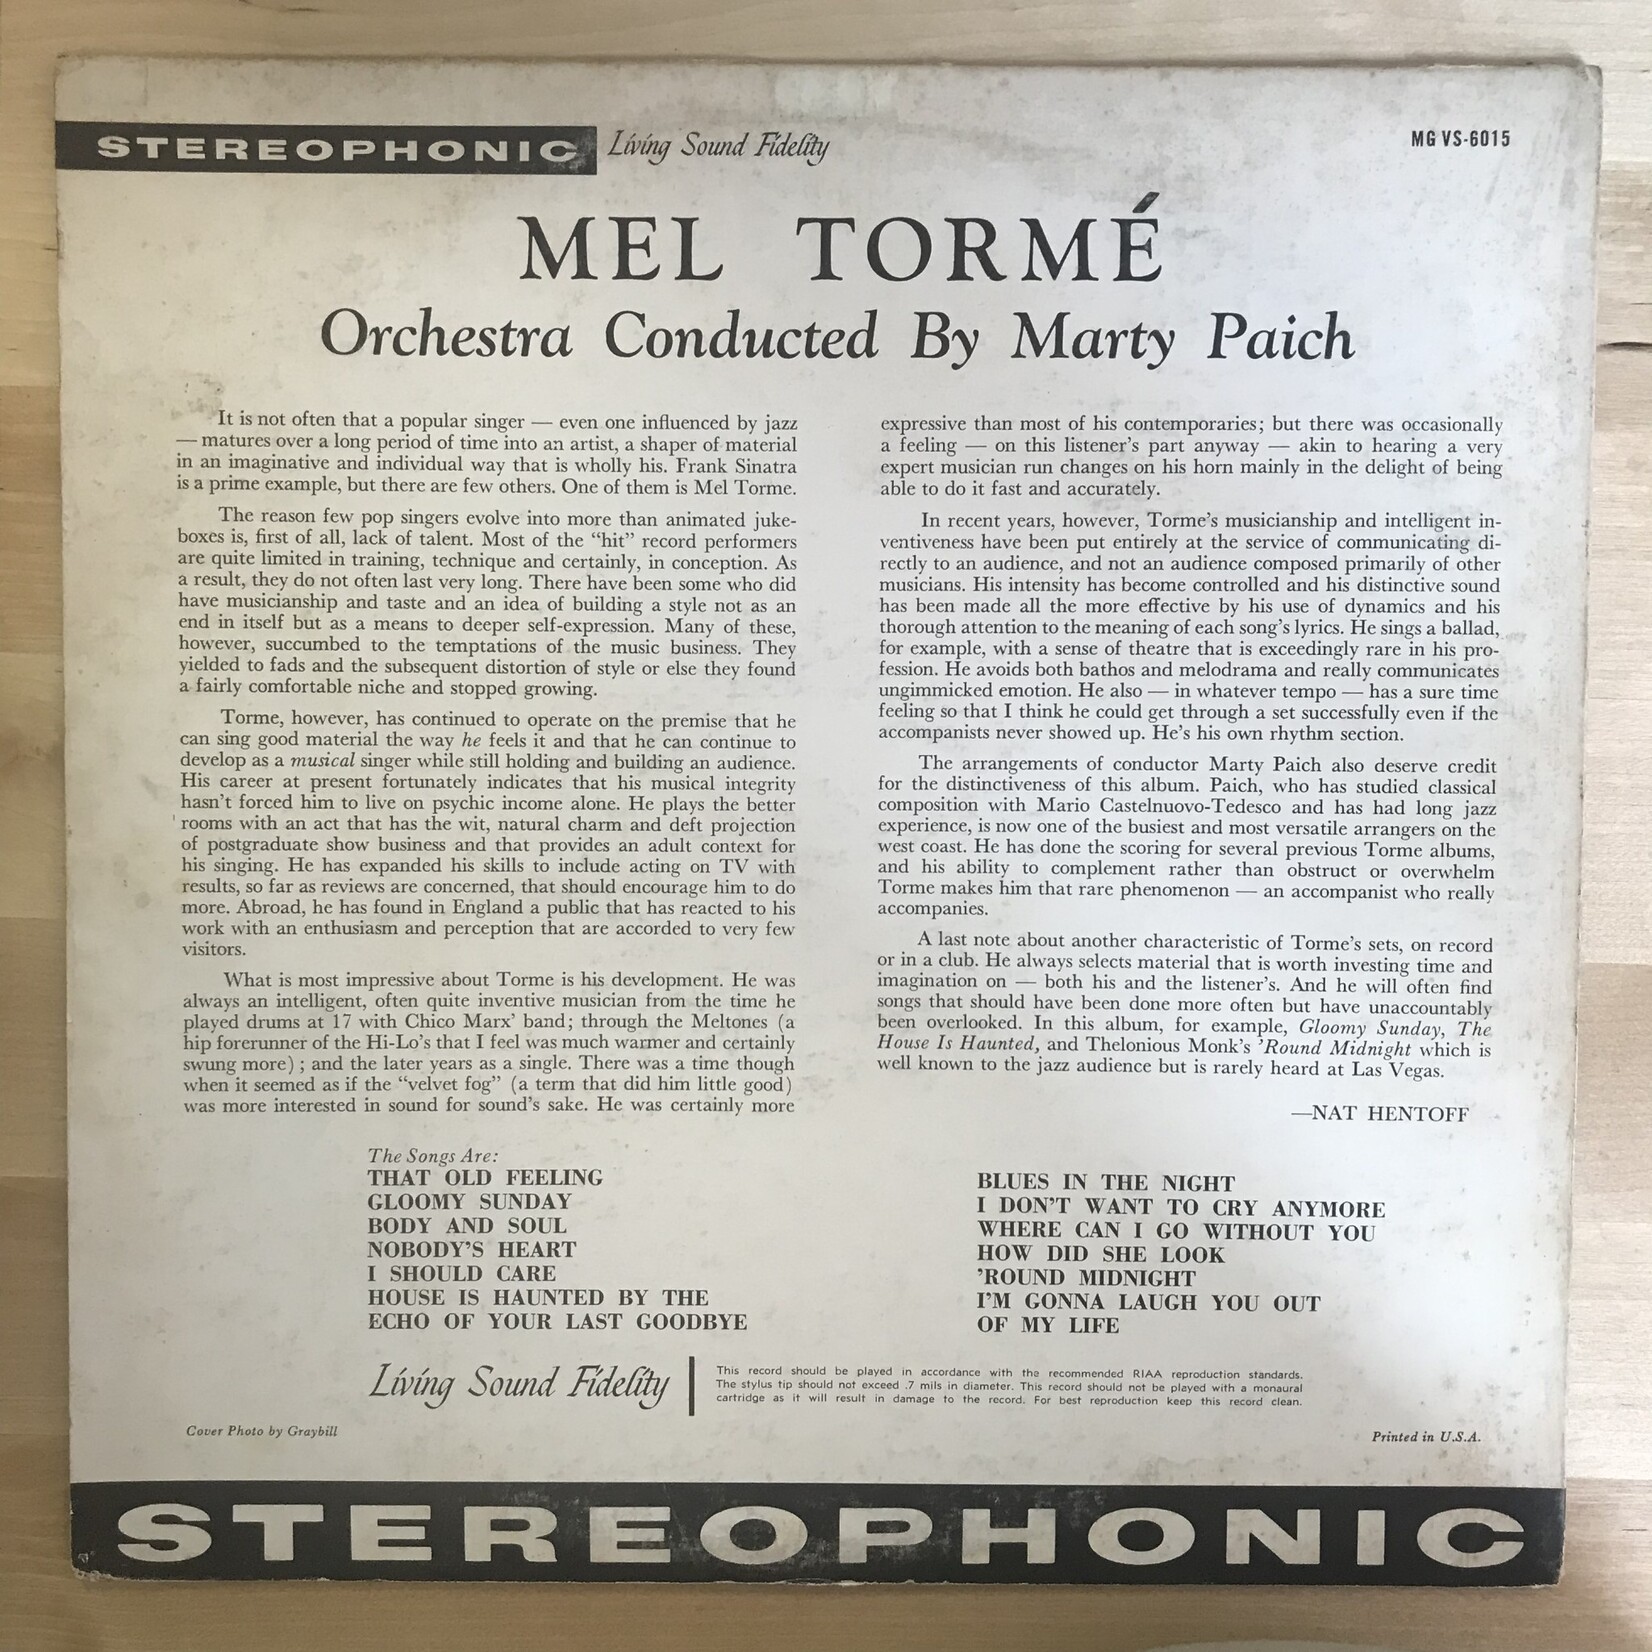 STEREOPHONIC Living Sound Fidelity
MG VS-6015
MEL TORMÉ
Orchestra Conducted By Marty Paich
It is not often that a popular singer — even one influenced by jazz
— matures over a long period of time into an artist, a shaper of material
in an imaginative and individual way that is wholly his. Frank Sinatra
is a prime example, but there are few others. One of them is Mel Torme.
The reason few pop singers evolve into more than animated juke-
boxes is, first of all, lack of talent. Most of the “hit” record performers
are quite limited in training, technique and certainly, in conception. As
a result, they do not often last very long. There have been some who did
have musicianship and taste and an idea of building a style not as an
end in itself but as a means to deeper self-expression. Many of these,
however, succumbed to the temptations of the music business. They
yielded to fads and the subsequent distortion of style or else they found
a fairly comfortable niche and stopped growing.
Torme, however, has continued to operate on the premise that he
can sing good material the way he feels it and that he can continue to
develop as a musical singer while still holding and building an audience.
His career at present fortunately indicates that his musical integrity
hasn’t forced him to live on psychic income alone. He plays the better
rooms with an act that has the wit, natural charm and deft projection
of postgraduate show business and that provides an adult context for
his singing. He has expanded his skills to include acting on TV with
results, so far as reviews are concerned, that should encourage him to do
more. Abroad, he has found in England a public that has reacted to his
work with an enthusiasm and perception that are accorded to very few
visitors.
What is most impressive about Torme is his development. He was
always an intelligent, often quite inventive musician from the time he
played drums at 17 with Chico Marx’ band; through the Meltones (a
hip forerunner of the Hi-Lo’s that I feel was much warmer and certainly
swung more) ; and the later years as a single. There was a time though
when it seemed as if the “velvet fog” (a term that did him little good)
was more interested in sound for sound’s sake. He was certainly more
expressive than most of his contemporaries; but there was occasionally
a feeling — on this listener’s part anyway — akin to hearing a very
expert musician run changes on his horn mainly in the delight of being
able to do it fast and accurately.
In recent years, however, Torme’s musicianship and intelligent in-
ventiveness have been put entirely at the service of communicating di-
rectly to an audience, and not an audience composed primarily of other
musicians. His intensity has become controlled and his distinctive sound
has been made all the more effective by his use of dynamics and his
thorough attention to the meaning of each song’s lyrics. He sings a ballad,
for example, with a sense of theatre that is exceedingly rare in his pro-
fession. He avoids both bathos and melodrama and really communicates
ungimmicked emotion. He also — in whatever tempo — has a sure time
feeling so that I think he could get through a set successfully even if the
accompanists never showed up. He’s his own rhythm section.
The arrangements of conductor Marty Paich also deserve credit
for the distinctiveness of this album. Paich, who has studied classical
composition with Mario Castelnuovo-Tedesco and has had long jazz
experience, is now one of the busiest and most versatile arrangers on the
west coast. He has done the scoring for several previous Torme albums,
and his ability to complement rather than obstruct or overwhelm
Torme makes him that rare phenomenon — an accompanist who really
accompanies.
A last note about another characteristic of Torme’s sets, on record
or in a club. He always selects material that is worth investing time and
imagination on — both his and the listener’s. And he will often find
songs that should have been done more often but have unaccountably
been overlooked. In this album, for example, Gloomy Sunday, The
House Is Haunted, and Thelonious Monk’s ’Round Midnight which is
well known to the jazz audience but is rarely heard at Las Vegas.
—NAT HENTOFF
The Songs Are:
THAT OLD FEELING
GLOOMY SUNDAY
BODY AND SOUL
NOBODY’S HEART
I SHOULD CARE
HOUSE IS HAUNTED BY THE
ECHO OF YOUR LAST GOODBYE
BLUES IN THE NIGHT
I DON’T WANT TO CRY ANYMORE
WHERE CAN I GO WITHOUT YOU
HOW DID SHE LOOK
’ROUND MIDNIGHT
I’M GONNA LAUGH YOU OUT
OF MY LIFE
Living Sound Fidelity
This record should be played in accordance with the recommended RIAA reproduction standards.
The stylus tip should not exceed .7 mils in diameter. This record should not be played with a monaural
cartridge as it will result in damage to the record. For best reproduction keep this record clean.
Cover Photo by Graybill
Printed in U.S.A.
STEREOPHONIC